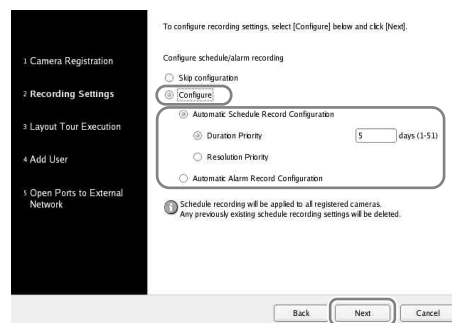 To configure recording settings, select [Configure] below and click [Next].
1 Camera Registration
2 Recording Settings
3 Layout Tour Execution
4 Add User
5 Open Ports to External
Network
Configure schedule/alarm recording
Skip configuration
Configure
Automatic Schedule Record Configuration
Duration Priority 5 days (1-51)
Resolution Priority
Automatic Alarm Record Configuration
Schedule recording will be applied to all registered cameras.
Any previously existing schedule recording settings will be deleted.
Back Next Cancel